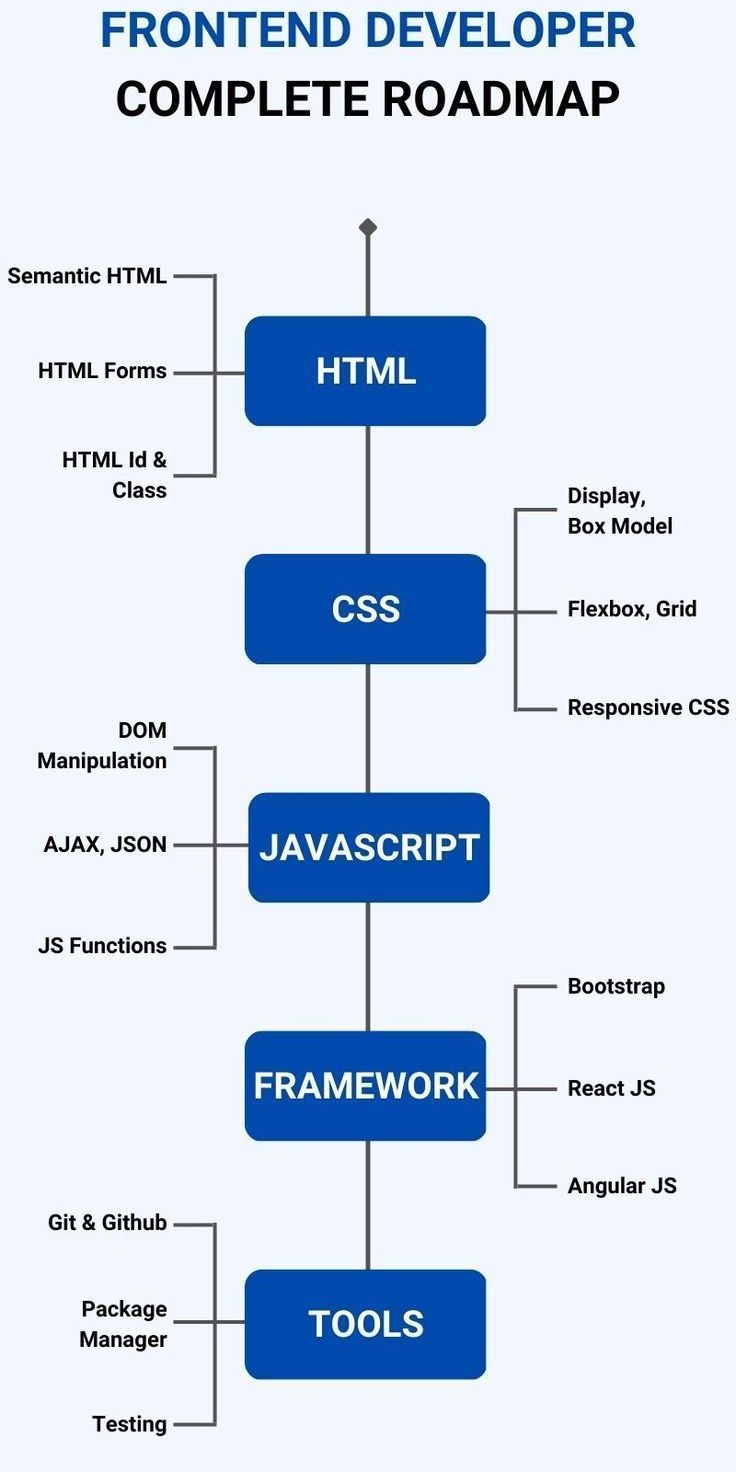 FRONTEND DEVELOPER
COMPLETE ROADMAP
Semantic HTML
HTML Forms
HTML Id &
Class
HTML
Display,
Box Model
CSS
Flexbox, Grid
Responsive CSS
DOM
Manipulation
AJAX, JSON
JAVASCRIPT
JS Functions
Bootstrap
FRAMEWORK
React JS
Angular JS
Git & Github
Package
Manager
TOOLS
Testing